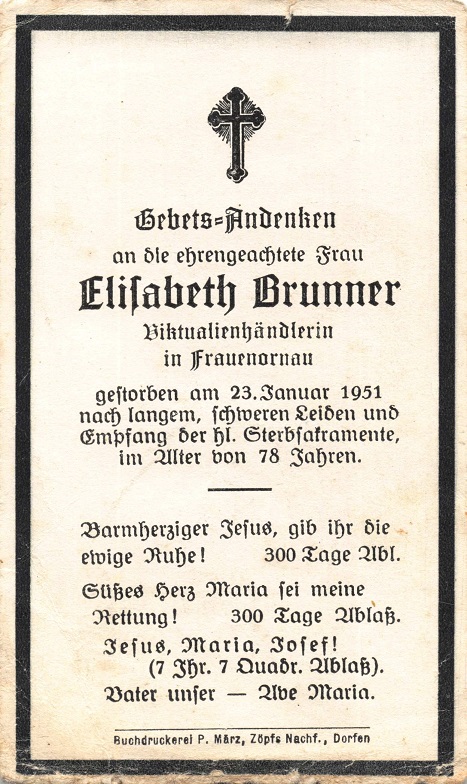 Gebets=Andenken
an die ehrengeachtete Frau
Elisabeth Brunner
Viktualienhändlerin
in Frauenornau
gestorben am 23. Januar 1951
nach langem, schweren Leiden und
Empfang der hl. Sterbsakramente,
im Alter von 78 Jahren.
Barmherziger Jesus, gib ihr die
ewige Ruhe! 300 Tage Abl.
Süßes Herz Maria sei meine
Rettung! 300 Tage Ablaß.
Jesus, Maria, Josef!
(7 Jhr. 7 Quadr. Ablaß).
Vater unser — Ave Maria.
Buchdruckerei P. März, Zöpfs Nachf., Dorfen